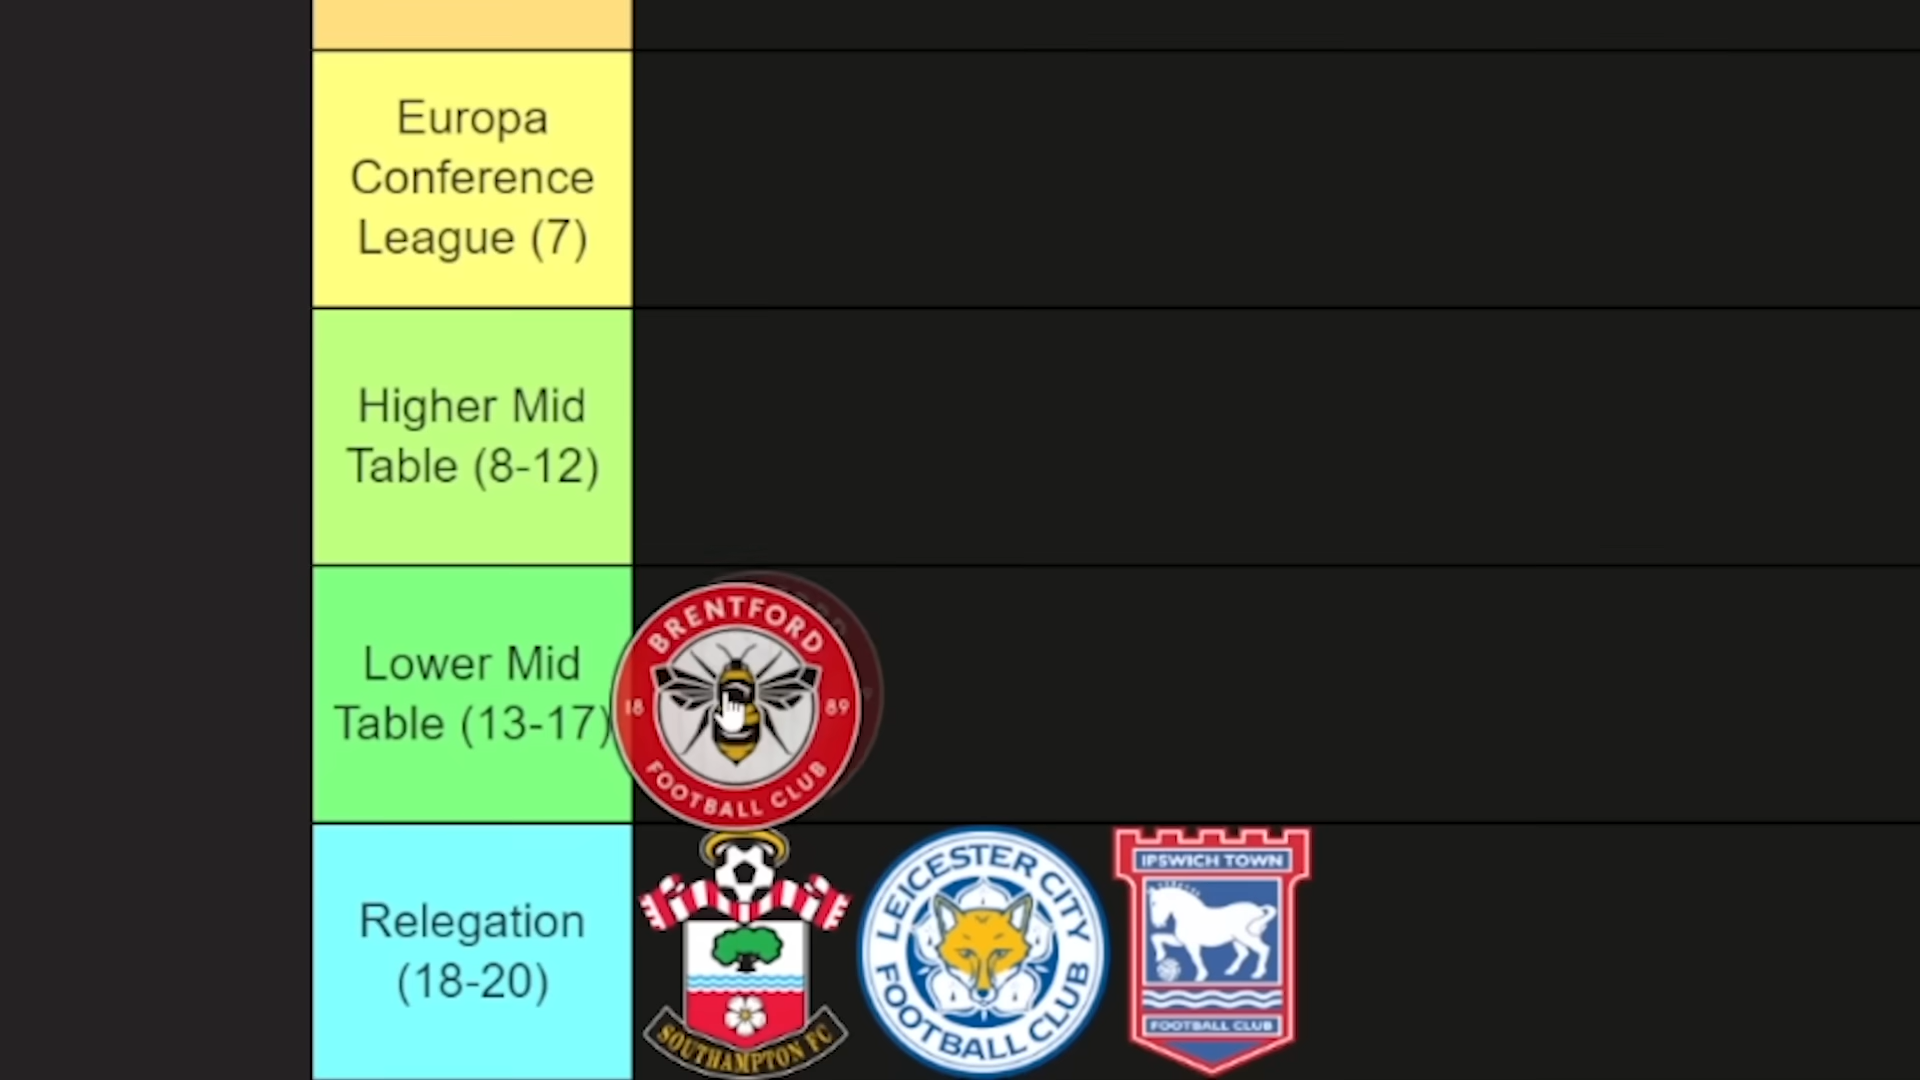 Europa
Conference
League (7)
Higher Mid
Table (8-12)
Lower Mid
Table (13-17)
BRENTFORD
18 89
FOOTBALL CLUB
Relegation
(18-20)
SOUTHAMPTON FC
LEICESTER CITY
FOOTBALL CLUB
IPSWICH TOWN
FOOTBALL CLUB